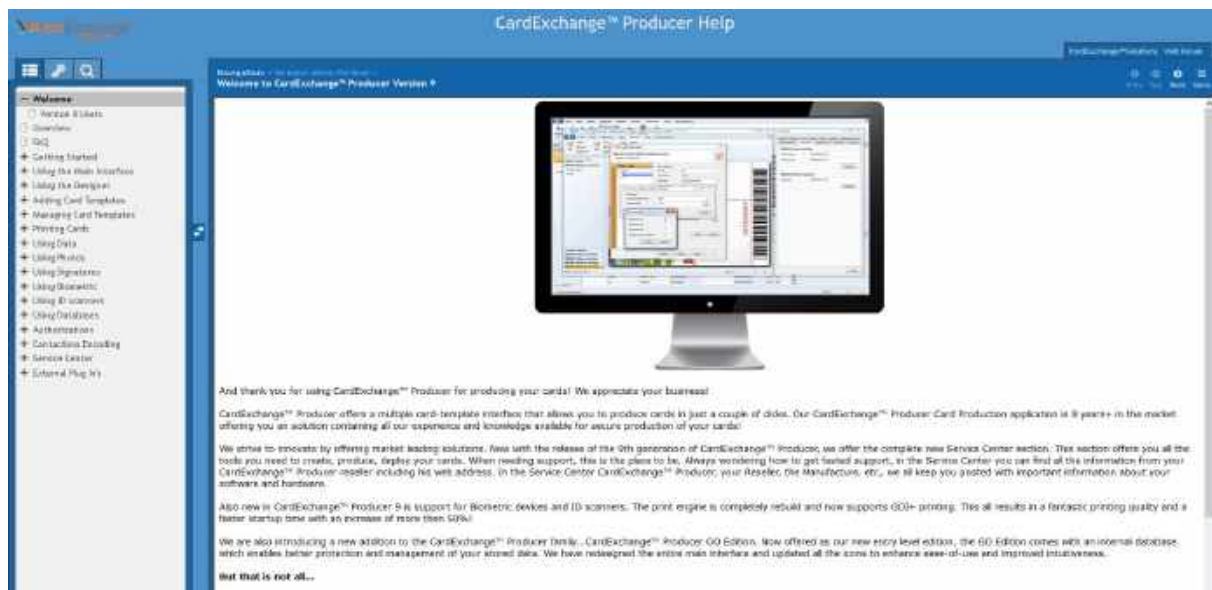 CardExchange™ Producer Help
Welcome to CardExchange™ Producer Version 9
Welcome
Version 9 Users
Overview
FAQ
Getting Started
Using the Main Interface
Using the Designer
Adding Card Templates
Managing Card Templates
Printing Cards
Using Data
Using Photos
Using Signatures
Using Biometric
Using ID scanners
Using Databases
Authorizations
Contactless Encoding
Service Center
External Plug In's
And thank you for using CardExchange™ Producer for producing your cards! We appreciate your business!
CardExchange™ Producer offers a multiple card-template interface that allows you to produce cards in just a couple of clicks. Our CardExchange™ Producer Card Production application is 9 years+ in the market
offering you an solution containing all our experience and knowledge available for secure production of your cards!
We strive to innovate by offering market leading solutions. New with the release of the 9th generation of CardExchange™ Producer, we offer the complete new Service Center section. This section offers you all the
tools you need to create, produce, deploy your cards. When needing support, this is the place to be. Always wondering how to get fasted support, in the Service Center you can find all the information from your
CardExchange™ Producer reseller including his web address. In the Service Center CardExchange™ Producer, your Reseller, the Manufacture, etc., we all keep you posted with important information about your
software and hardware.
Also new in CardExchange™ Producer 9 is support for Biometric devices and ID scanners. The print engine is completely rebuild and now supports GDI+ printing. This all results in a fantastic printing quality and a
faster startup time with an increase of more then 50%!
We are also introducing a new addition to the CardExchange™ Producer family...CardExchange™ Producer GO Edition. Now offered as our new entry level edition, the GO Edition comes with an internal database
which enables better protection and management of your stored data. We have redesigned the entire main interface and updated all the icons to enhance ease-of-use and improved intuitiveness.
But that is not all...